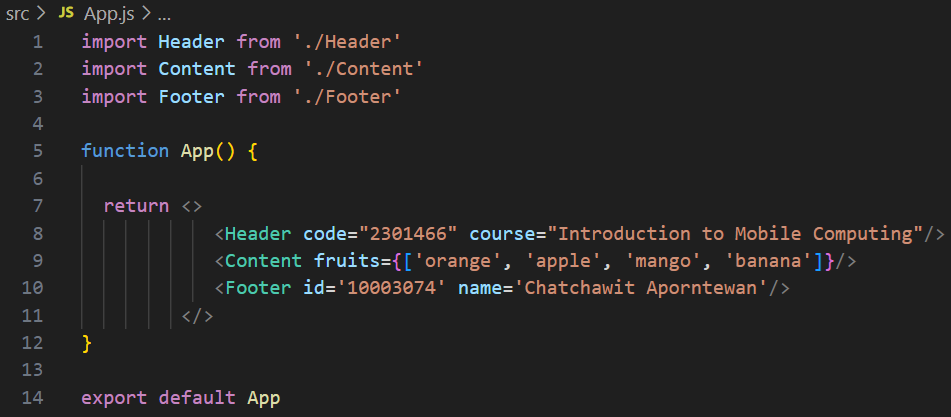 src > JS App.js > ...
1 import Header from './Header'
2 import Content from './Content'
3 import Footer from './Footer'
4
5 function App() {
6
7 return <>
8 <Header code="2301466" course="Introduction to Mobile Computing"/>
9 <Content fruits={['orange', 'apple', 'mango', 'banana']}/>
10 <Footer id='10003074' name='Chatchawit Aporntewan'/>
11 </>
12 }
13
14 export default App